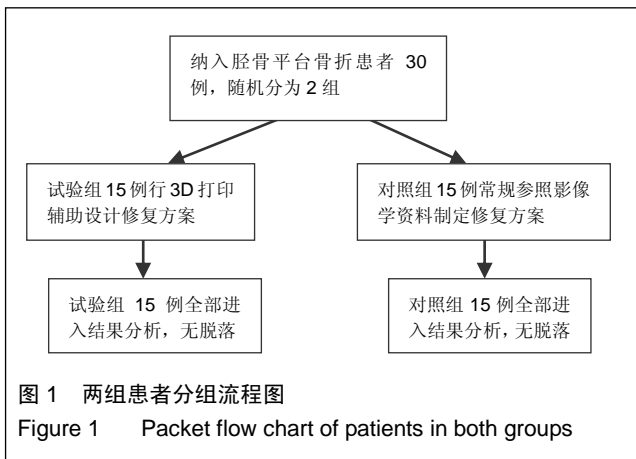 纳入胫骨平台骨折患者 30
例，随机分为 2 组
试验组 15 例行 3D 打印
辅助设计修复方案
对照组 15 例常规参照影像
学资料制定修复方案
试验组 15 例全部进
入结果分析，无脱落
对照组 15 例全部进
入结果分析，无脱落
图 1 两组患者分组流程图
Figure 1 Packet flow chart of patients in both groups